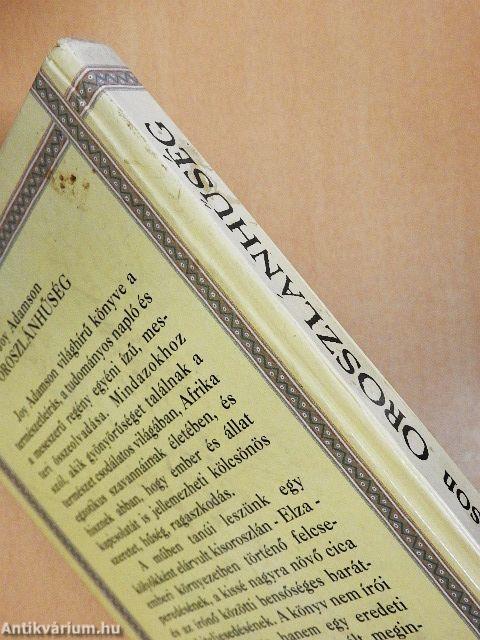 SON OROSZLÁNHŰSÉG
Joy Adamson
OROSZLÁNHŰSÉG
Joy Adamson világhírű könyve a
természetleírás, a tudományos napló és
a meseszerű regény egyéni ízű, mes-
teri összeolvadása. Mindazokhoz
szól, akik gyönyörűséget találnak a
természet csodálatos világában, Afrika
egzotikus szavannáinak életében, és
hisznek abban, hogy ember és állat
kapcsolatát is jellemezheti kölcsönös
szeretet, hűség, ragaszkodás.
A műben tanúi leszünk egy
kölyökként elárvult kisoroszlán - Elza -
emberi környezetben történő felcse-
peredésének, a kissé nagyra növő cica
és az írónő közötti bensőséges barát-
A könyv nem írói
hanem egy eredeti
megin-
Antikvárium.hu